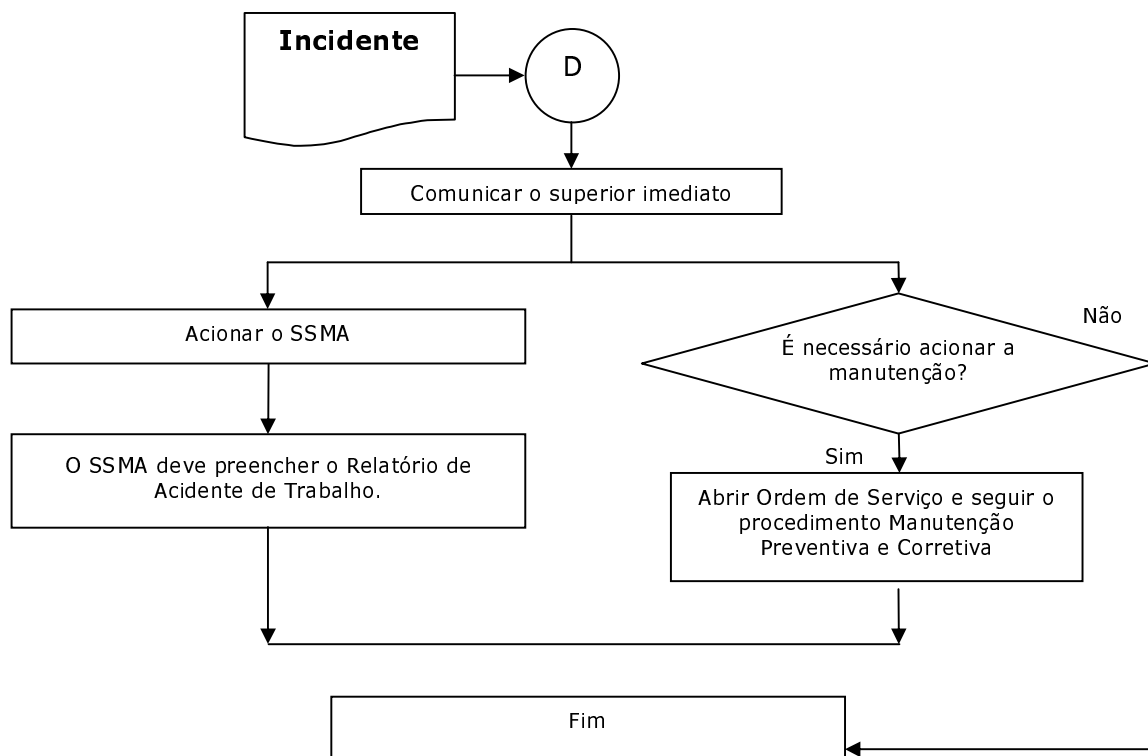 Incidente
D
Comunicar o superior imediato
Acionar o SSMA
É necessário acionar a
manutenção?
Não
O SSMA deve preencher o Relatório de
Acidente de Trabalho.
Sim
Abrir Ordem de Serviço e seguir o
procedimento Manutenção
Preventiva e Corretiva
Fim